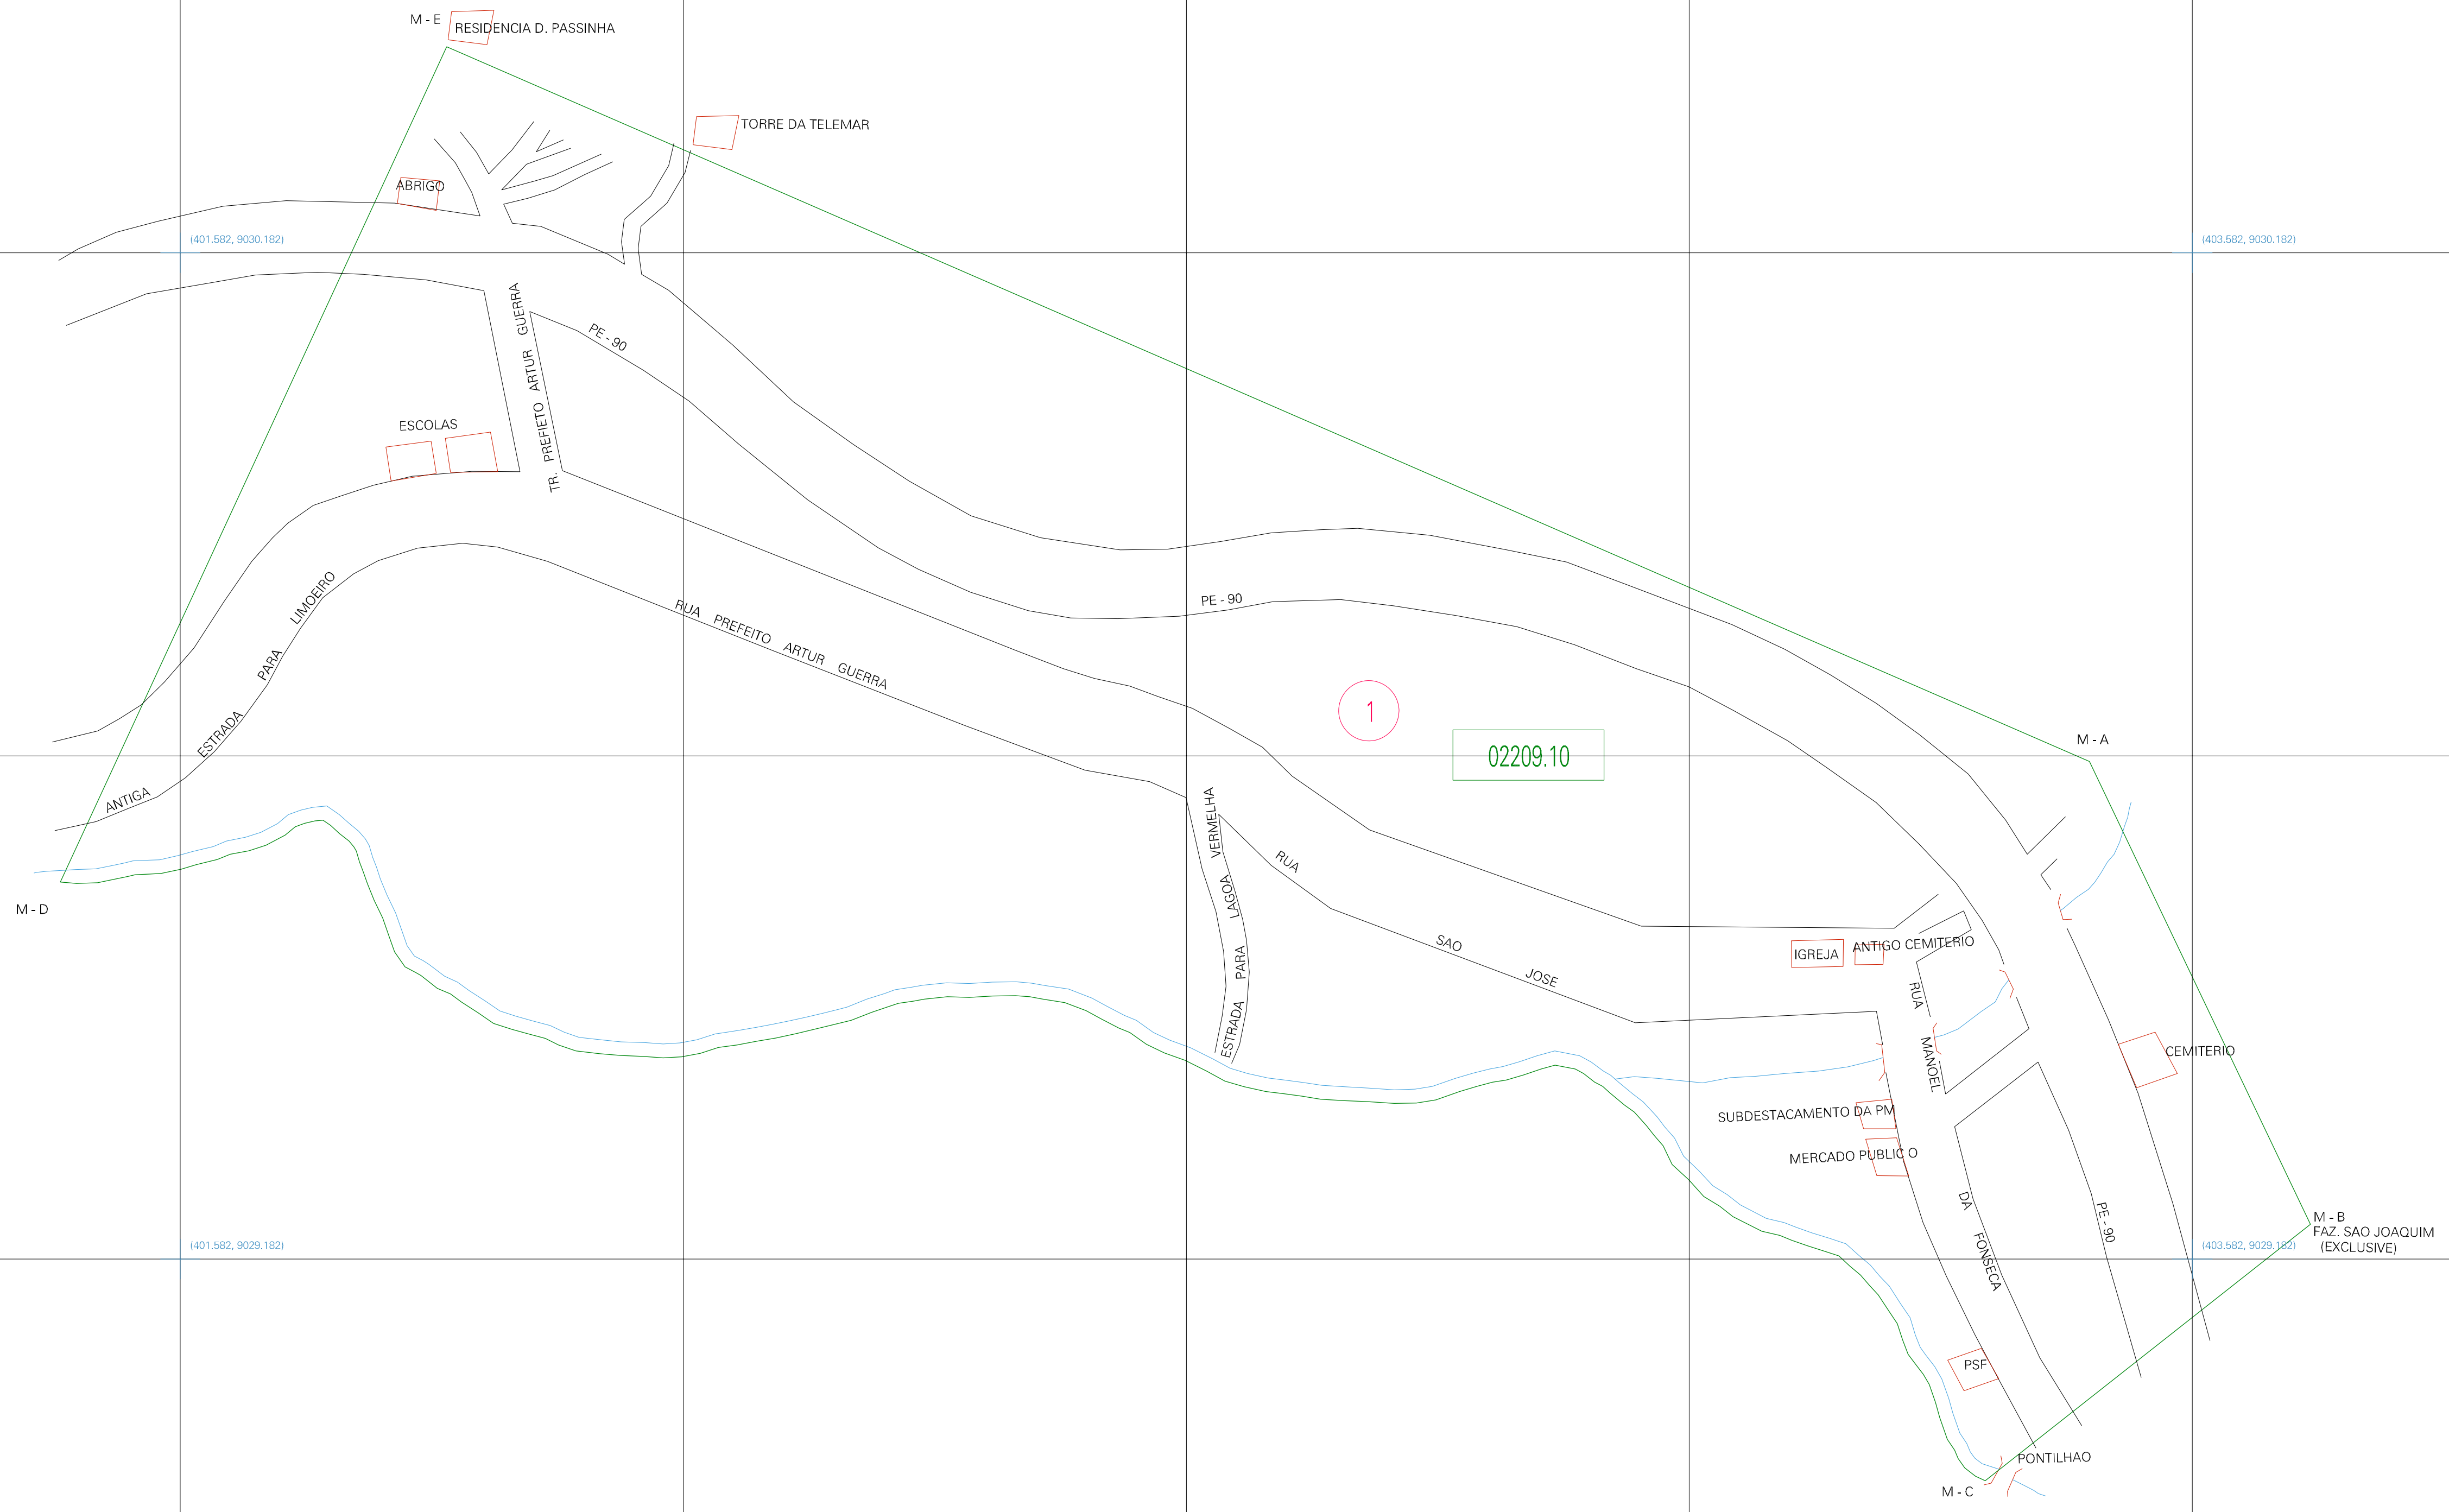 M - E
RESIDENCIA D. PASSINHA
TORRE DA TELEMAR
ABRIGO
(401.582, 9030.182)
(403.582, 9030.182)
TR. PREFIETO ARTUR GUERRA
PE - 90
ESCOLAS
ANTIGA ESTRADA PARA LIMOEIRO
RUA PREFEITO ARTUR GUERRA
PE - 90
1
02209.10
M - A
ESTRADA PARA LAGOA VERMELHA
RUA SAO JOSE
M - D
IGREJA
ANTIGO CEMITERIO
RUA MANOEL DA FONSECA
CEMITERIO
SUBDESTACAMENTO DA PM
MERCADO PUBLIC O
PE - 90
M - B
FAZ. SAO JOAQUIM
(EXCLUSIVE)
(401.582, 9029.182)
(403.582, 9029.182)
PSF
PONTILHAO
M - C